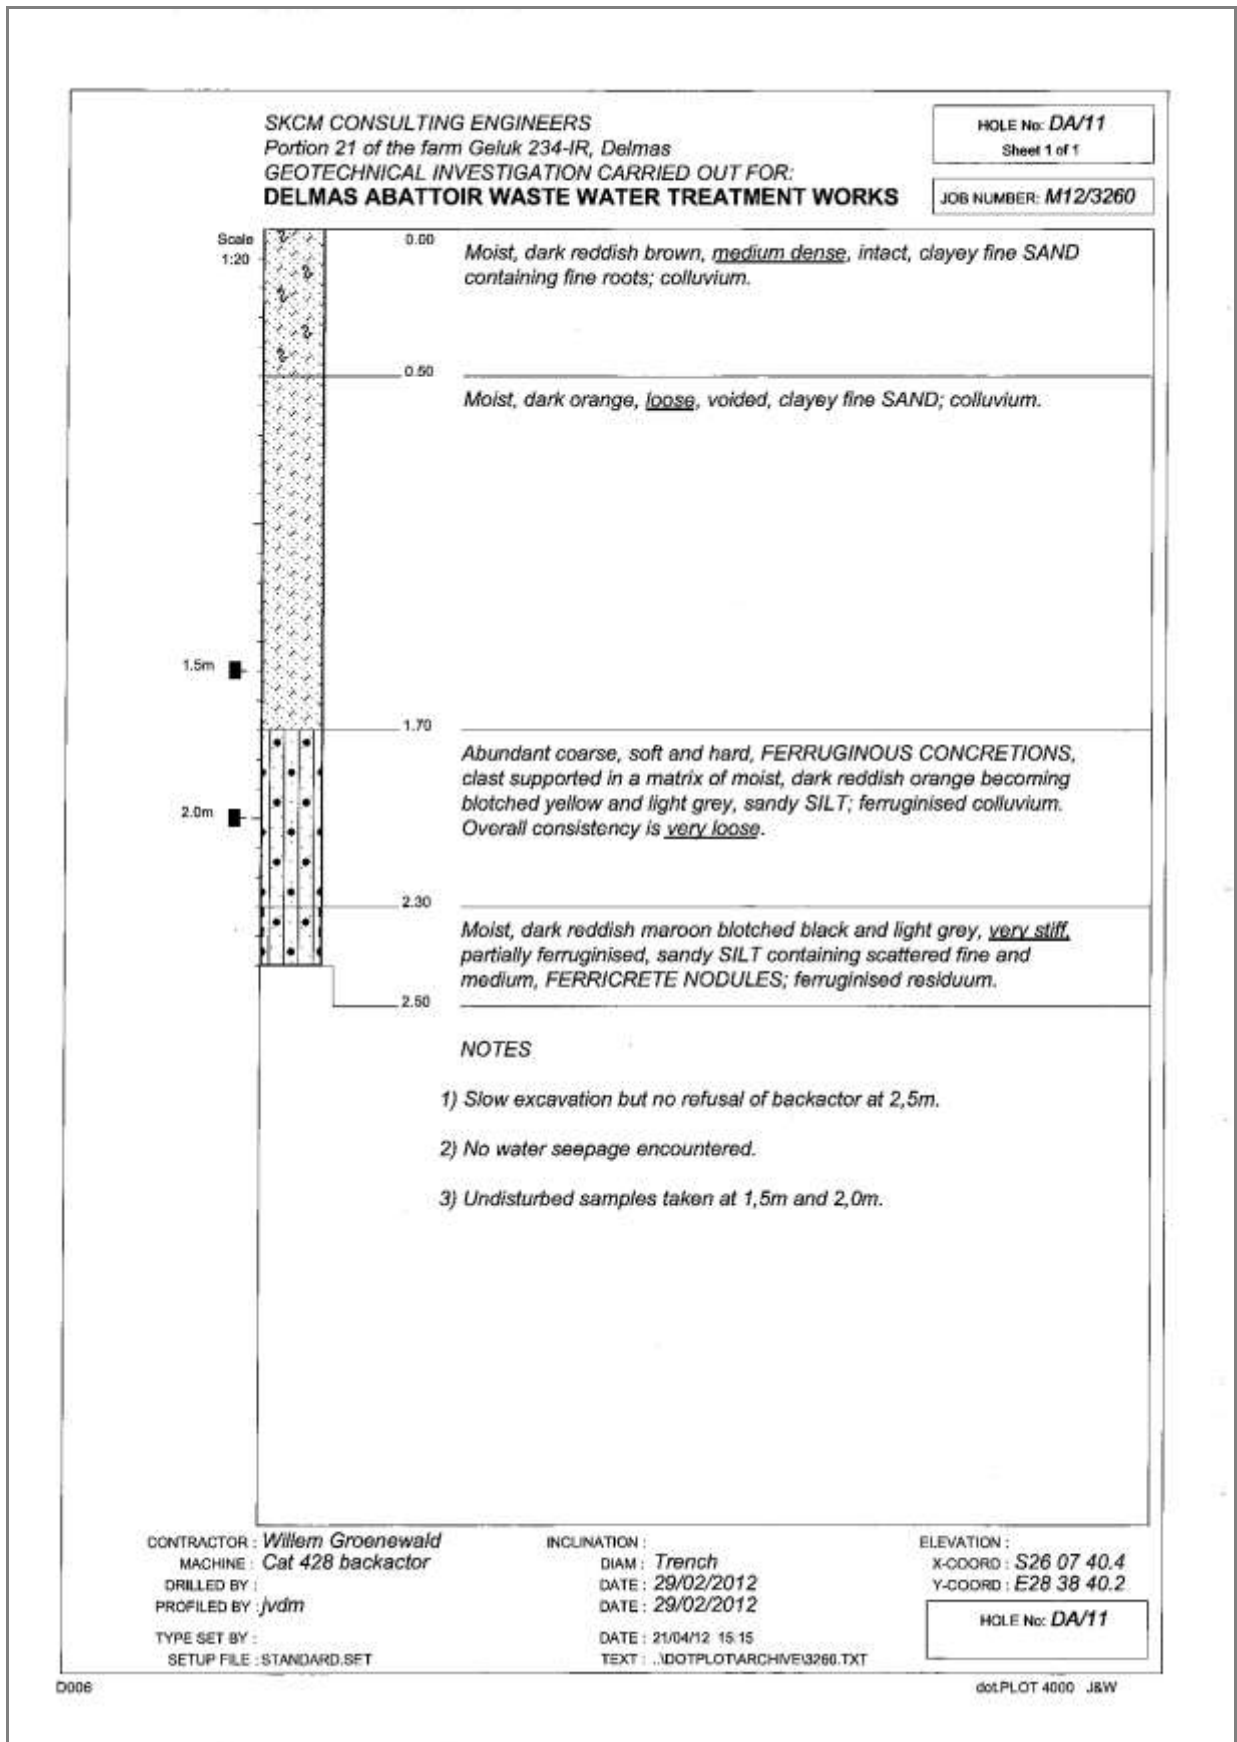 SKCM CONSULTING ENGINEERS
Portion 21 of the farm Geluk 234-IR, Delmas
GEOTECHNICAL INVESTIGATION CARRIED OUT FOR:
DELMAS ABATTOIR WASTE WATER TREATMENT WORKS
HOLE No: DA/11
Sheet 1 of 1
JOB NUMBER: M12/3260
Scale
1:20
0.00
Moist, dark reddish brown, medium dense, intact, clayey fine SAND
containing fine roots; colluvium.
0.50
Moist, dark orange, loose, voided, clayey fine SAND; colluvium.
1.5m
1.70
Abundant coarse, soft and hard, FERRUGINOUS CONCRETIONS,
clast supported in a matrix of moist, dark reddish orange becoming
blotched yellow and light grey, sandy SILT; ferruginised colluvium.
Overall consistency is very loose.
2.0m
2.30
Moist, dark reddish maroon blotched black and light grey, very stiff,
partially ferruginised, sandy SILT containing scattered fine and
medium, FERRICRETE NODULES; ferruginised residuum.
2.50
NOTES
1) Slow excavation but no refusal of backactor at 2,5m.
2) No water seepage encountered.
3) Undisturbed samples taken at 1,5m and 2,0m.
CONTRACTOR : Willem Groenewald
MACHINE : Cat 428 backactor
DRILLED BY :
PROFILED BY : jvdm
TYPE SET BY :
SETUP FILE : STANDARD.SET
INCLINATION :
DIAM : Trench
DATE : 29/02/2012
DATE : 29/02/2012
DATE : 21/04/12 15:15
TEXT : ..\DOTPLOT\ARCHIVE\3260.TXT
ELEVATION :
X-COORD : S26 07 40.4
Y-COORD : E28 38 40.2
HOLE No: DA/11
D006
dot.PLOT 4000 J&W